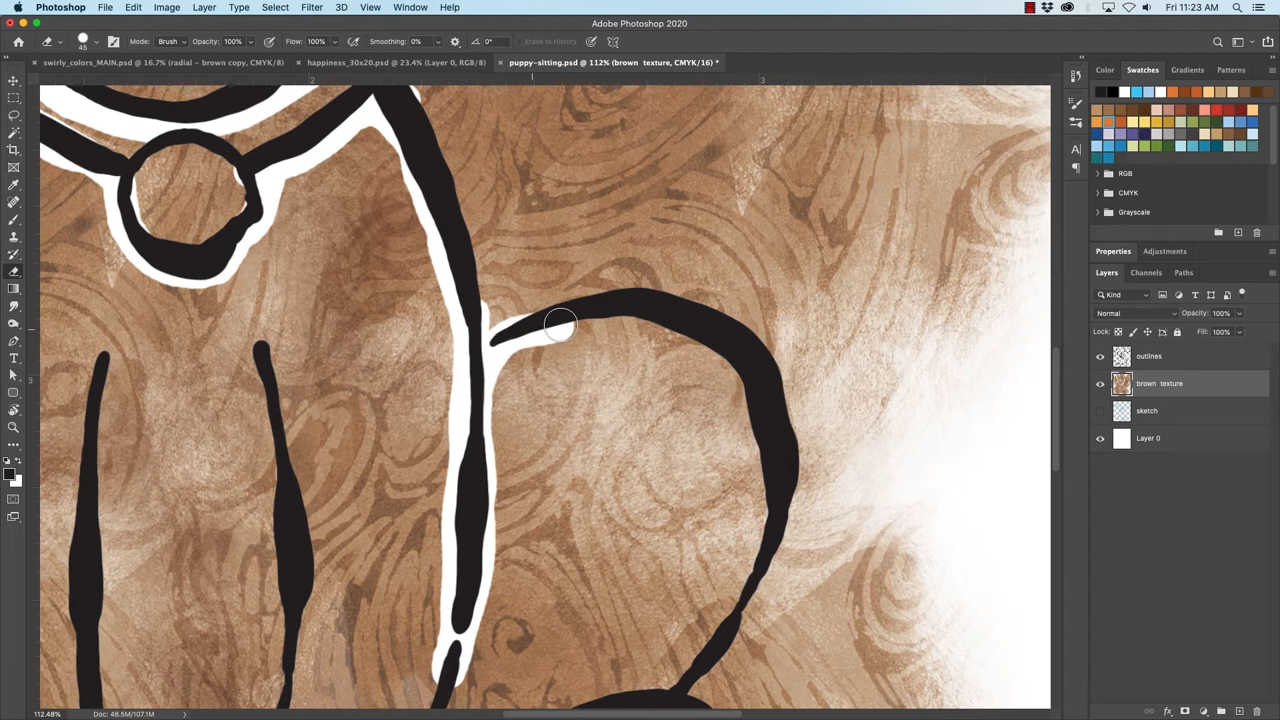 Photoshop File Edit Image Layer Type Select Filter 3D View Window Help Fri 11:23 AM
Adobe Photoshop 2020
45 Mode: Brush Opacity: 100% Flow: 100% Smoothing: 0% 0° Erase to History
swirly_colors_MAIN.psd @ 16.7% (radial - brown copy, CMYK/8) happiness_30x20.psd @ 23.4% (Layer 0, RGB/8) puppy-sitting.psd @ 112% (brown texture, CMYK/16) *
2 3
3
Color Swatches Gradients Patterns
RGB
CMYK
Grayscale
Properties Adjustments
Layers Channels Paths
Kind
Normal Opacity: 100%
Lock: Fill: 100%
outlines
brown texture
sketch
Layer 0
112.48% Doc: 48.5M/107.1M